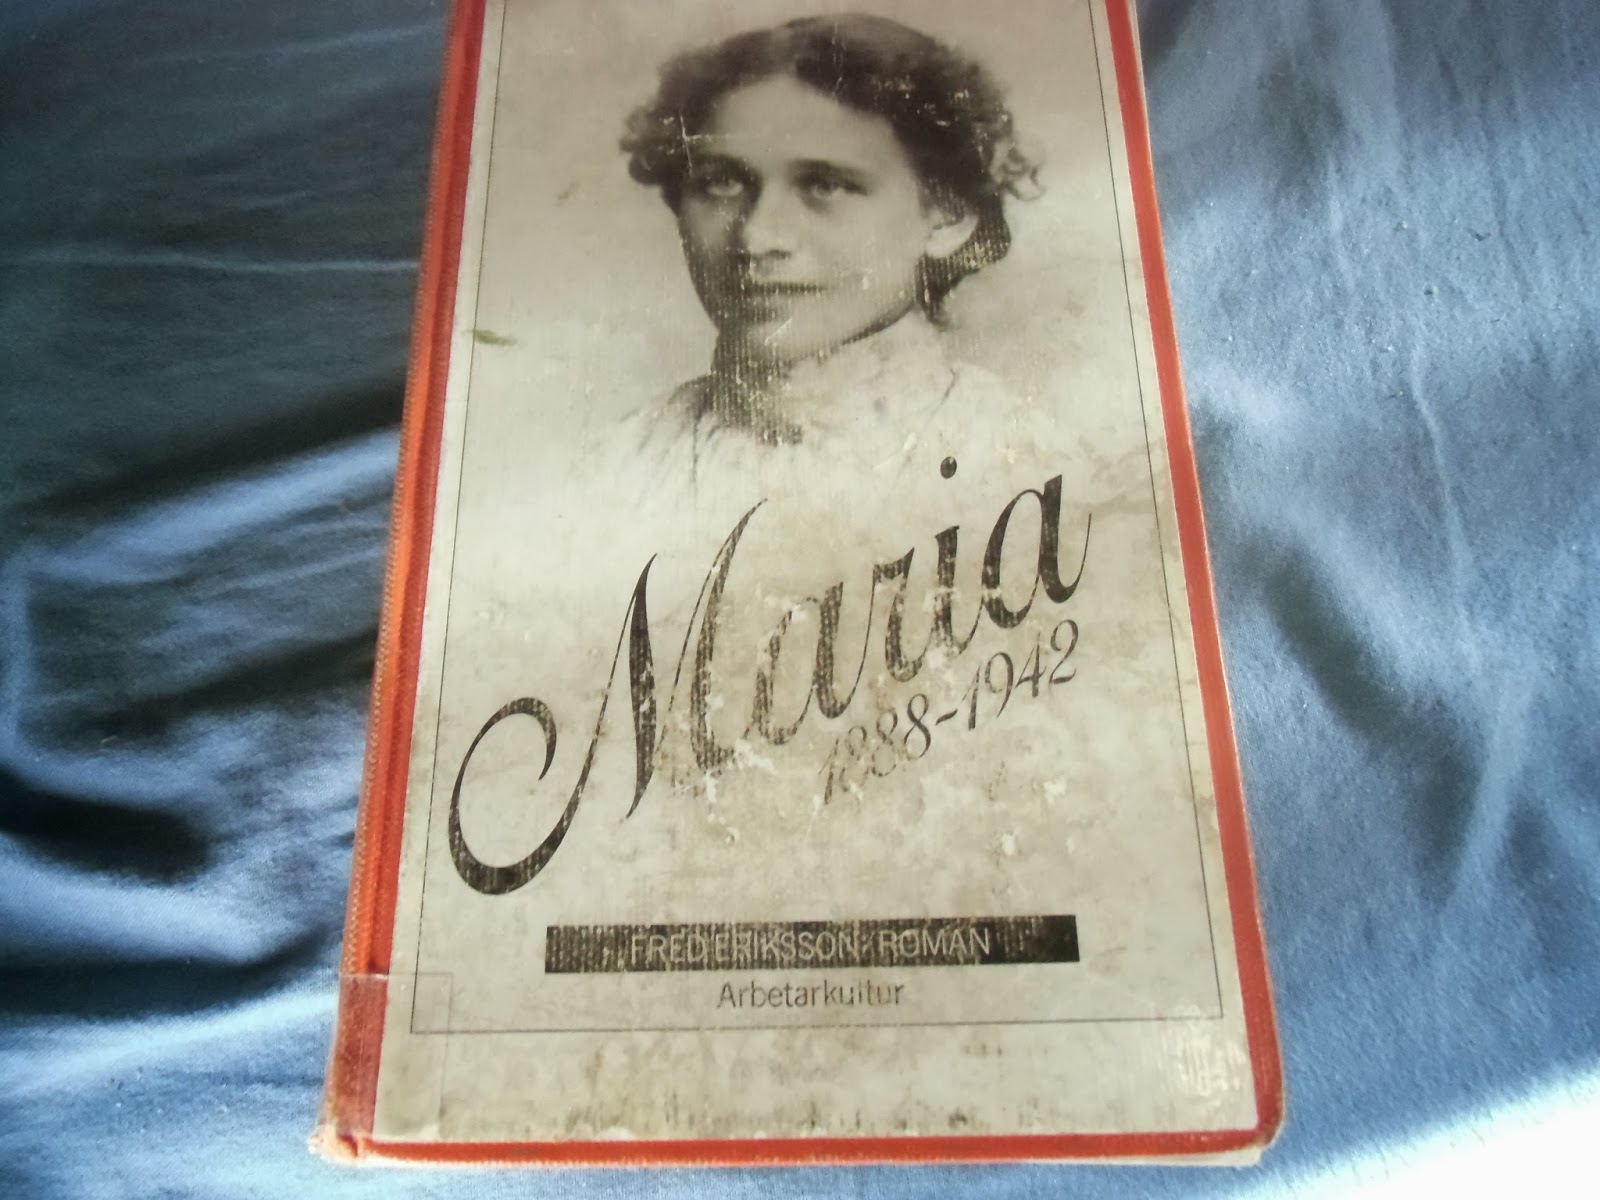 Maria
1888-1942
FRED ERIKSSON: ROMAN
Arbetarkultur